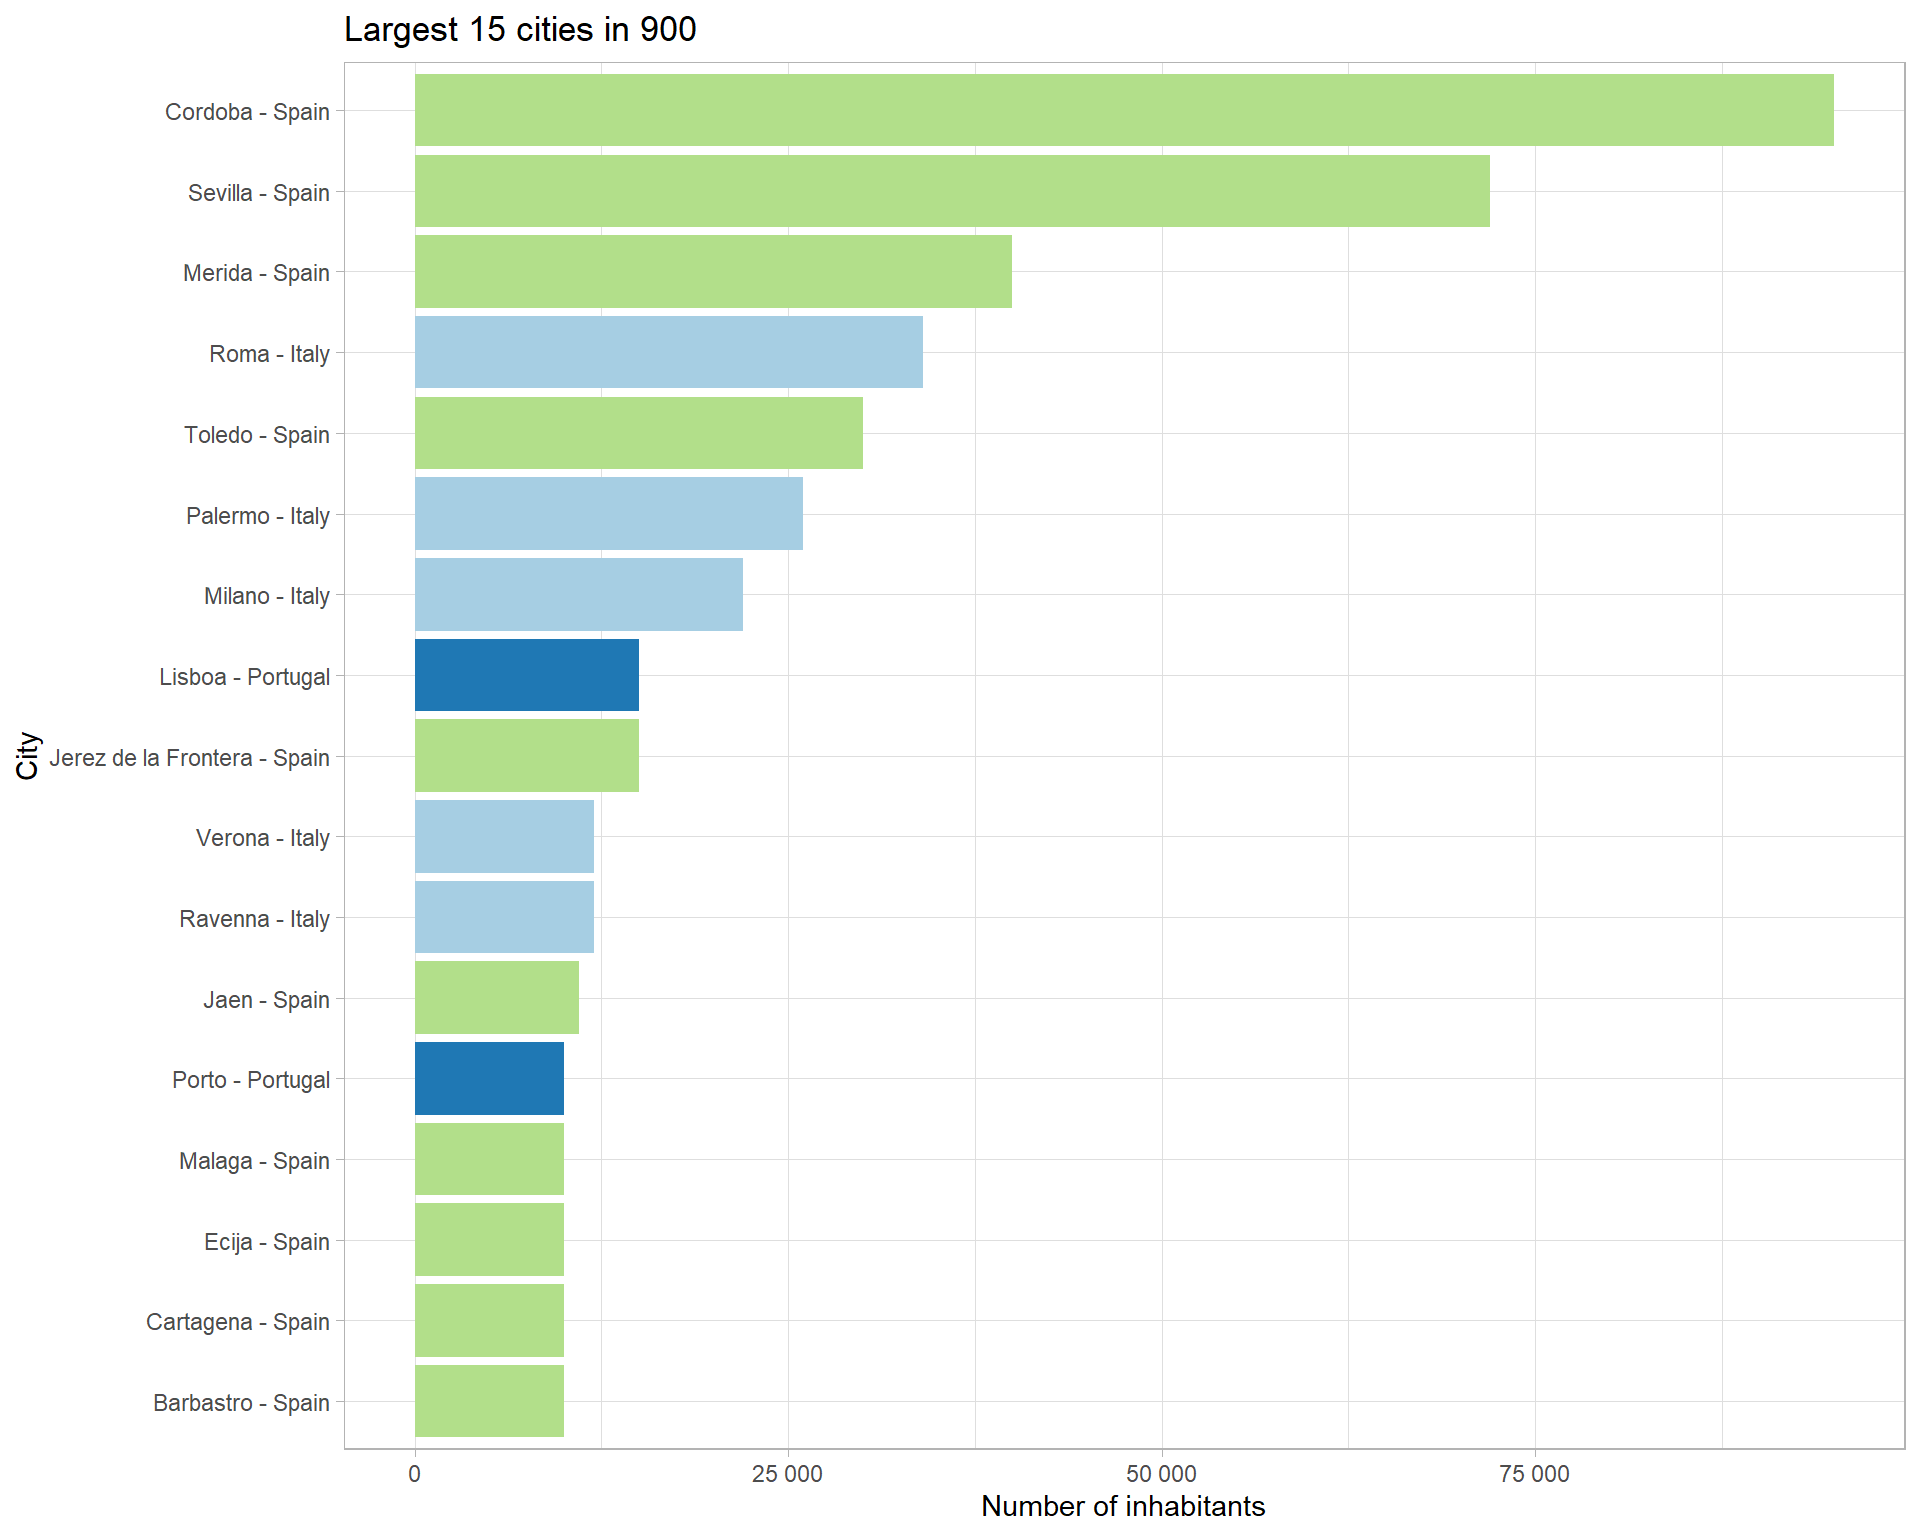 Largest 15 cities in 900
Cordoba - Spain
Sevilla - Spain
Merida - Spain
Roma - Italy
Toledo - Spain
Palermo - Italy
Milano - Italy
Lisboa - Portugal
Jerez de la Frontera - Spain
Verona - Italy
Ravenna - Italy
Jaen - Spain
Porto - Portugal
Malaga - Spain
Ecija - Spain
Cartagena - Spain
Barbastro - Spain
City
0 25 000 50 000 75 000
Number of inhabitants